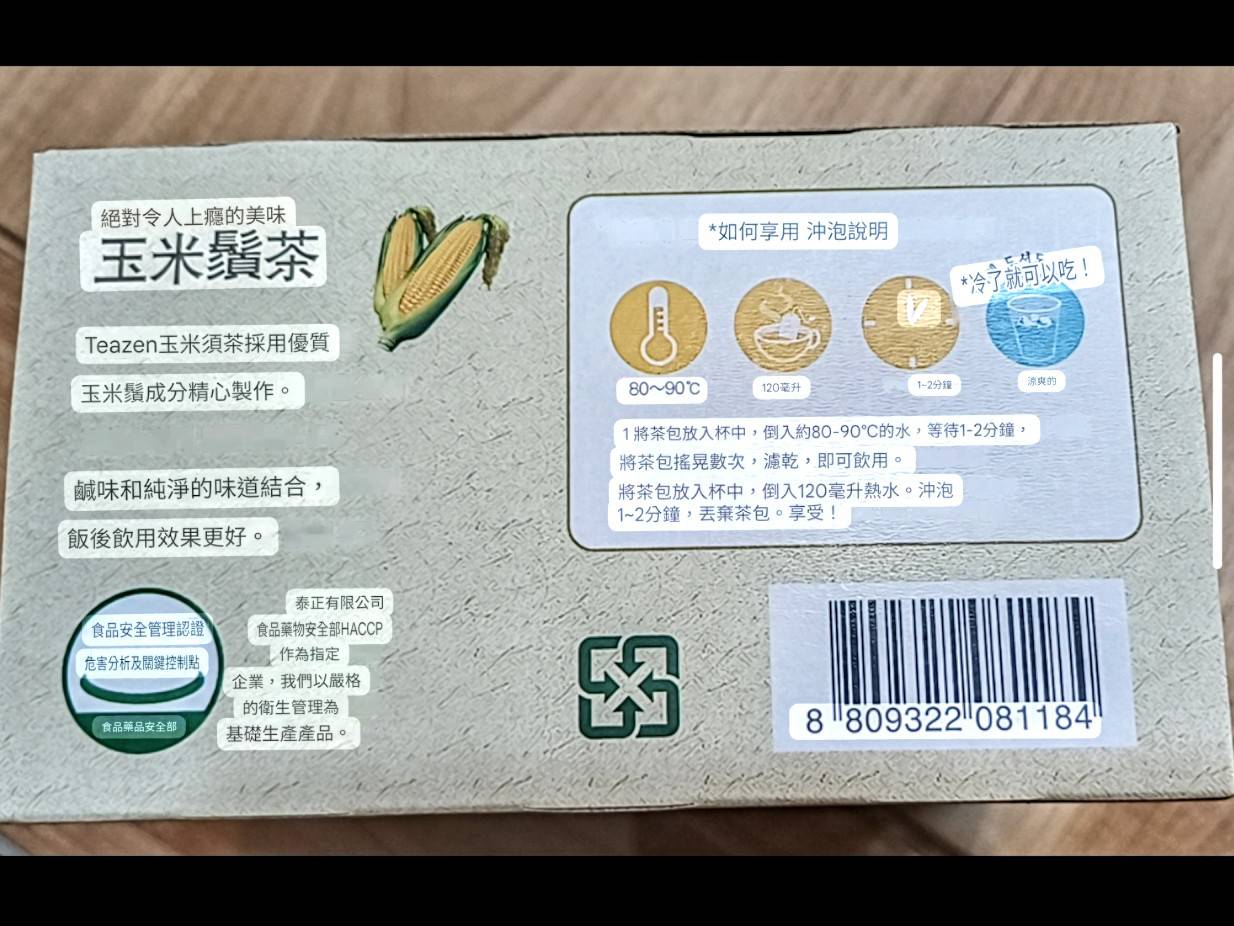 絕對令人上癮的美味
玉米鬚茶
Teazen玉米須茶採用優質
玉米鬚成分精心製作。
鹹味和純淨的味道結合，
飯後飲用效果更好。
食品安全管理認證
危害分析及關鍵控制點
食品藥品安全部
泰正有限公司
食品藥物安全部HACCP
作為指定
企業，我們以嚴格
的衛生管理為
基礎生產產品。
*如何享用 沖泡說明
*冷了就可以吃！
80～90℃
120毫升
1~2分鐘
涼爽的
1 將茶包放入杯中，倒入約80-90℃的水，等待1-2分鐘，
將茶包搖晃數次，濾乾，即可飲用。
將茶包放入杯中，倒入120毫升熱水。沖泡
1~2分鐘，丟棄茶包。享受！
8 809322 081184